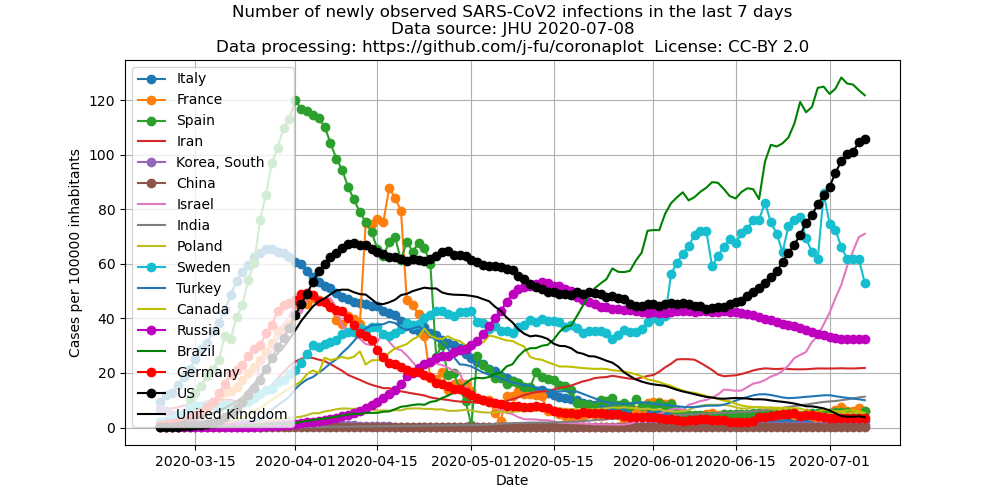 Number of newly observed SARS-CoV2 infections in the last 7 days
Data source: JHU 2020-07-08
Data processing: https://github.com/j-fu/coronaplot  License: CC-BY 2.0
Cases per 100000 inhabitants
120
100
80
60
40
20
0
Italy
France
Spain
Iran
Korea, South
China
Israel
India
Poland
Sweden
Turkey
Canada
Russia
Brazil
Germany
US
United Kingdom
2020-03-15
2020-04-01
2020-04-15
2020-05-01
2020-05-15
2020-06-01
2020-06-15
2020-07-01
Date